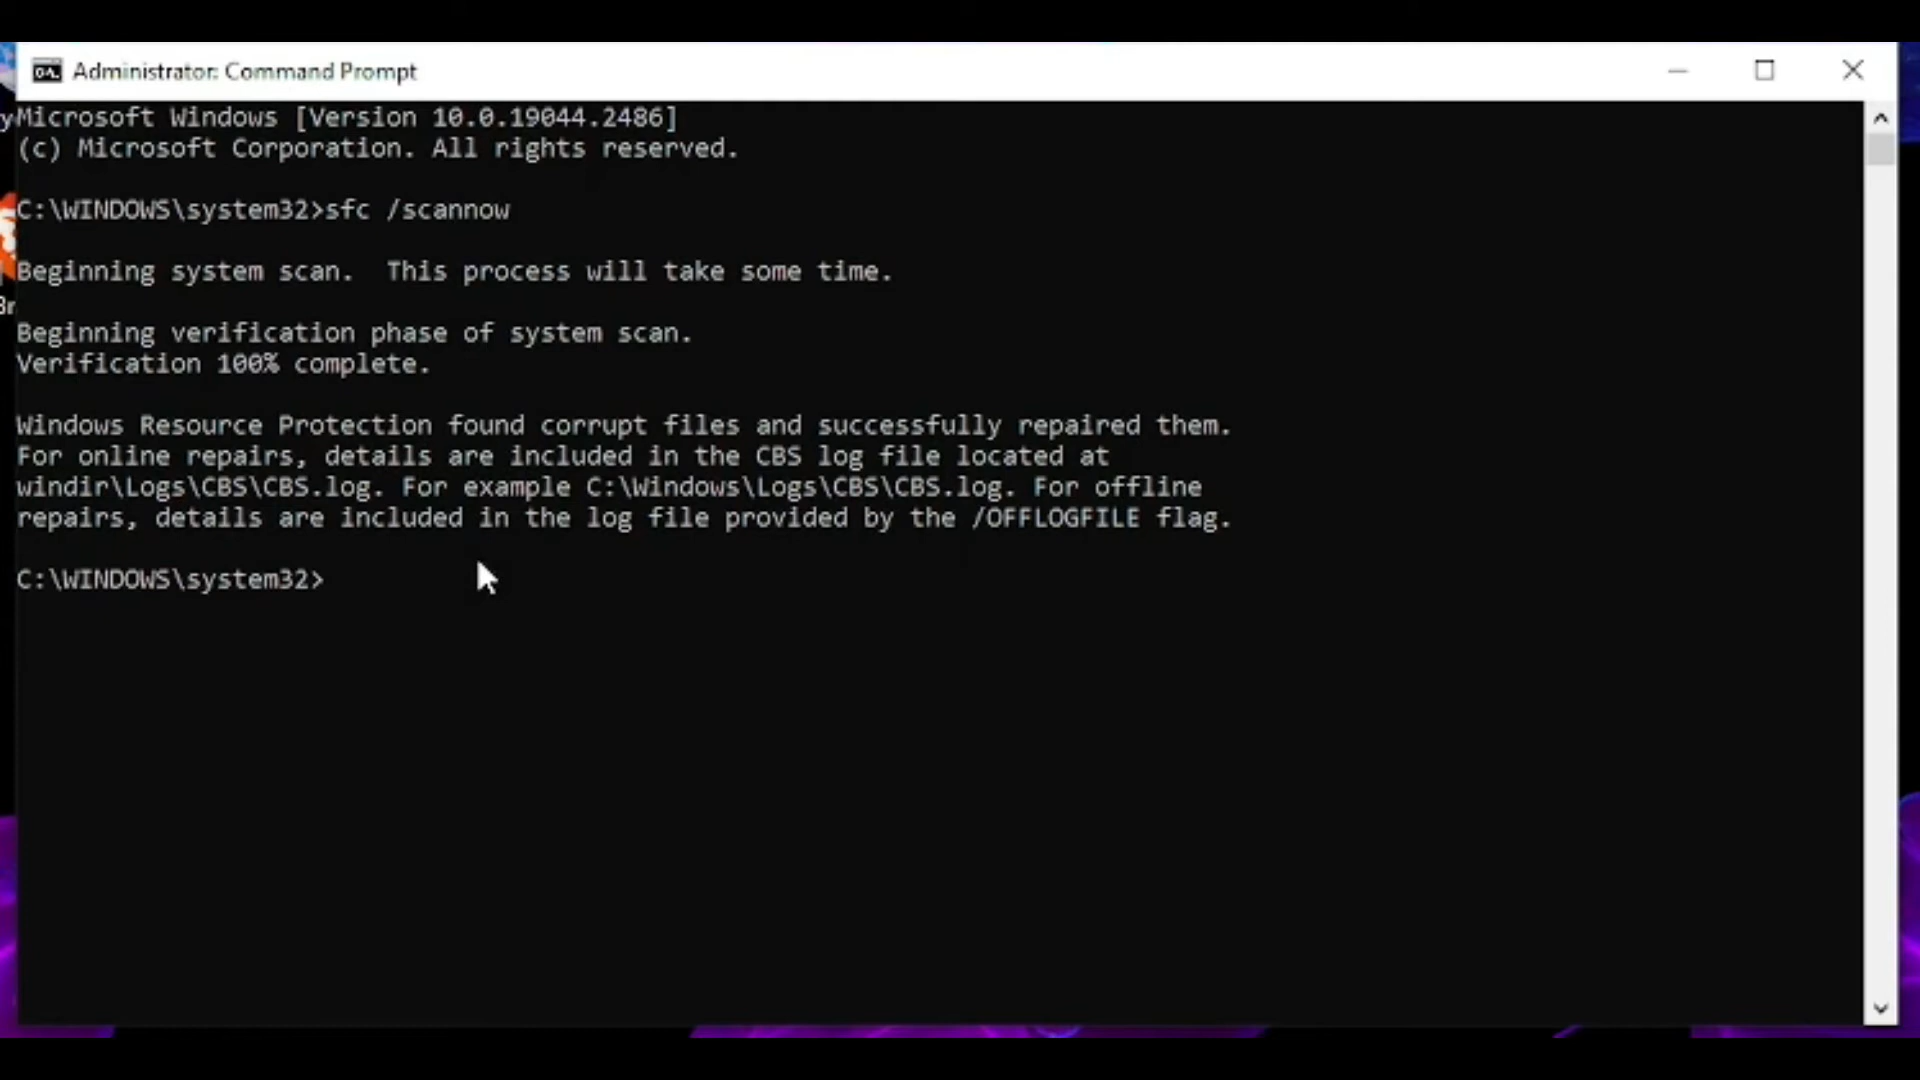 Administrator: Command Prompt
Microsoft Windows [Version 10.0.19044.2486]
(c) Microsoft Corporation. All rights reserved.
C:\WINDOWS\system32>sfc /scannow
Beginning system scan.  This process will take some time.
Beginning verification phase of system scan.
Verification 100% complete.
Windows Resource Protection found corrupt files and successfully repaired them.
For online repairs, details are included in the CBS log file located at
windir\Logs\CBS\CBS.log. For example C:\Windows\Logs\CBS\CBS.log. For offline
repairs, details are included in the log file provided by the /OFFLOGFILE flag.
C:\WINDOWS\system32>